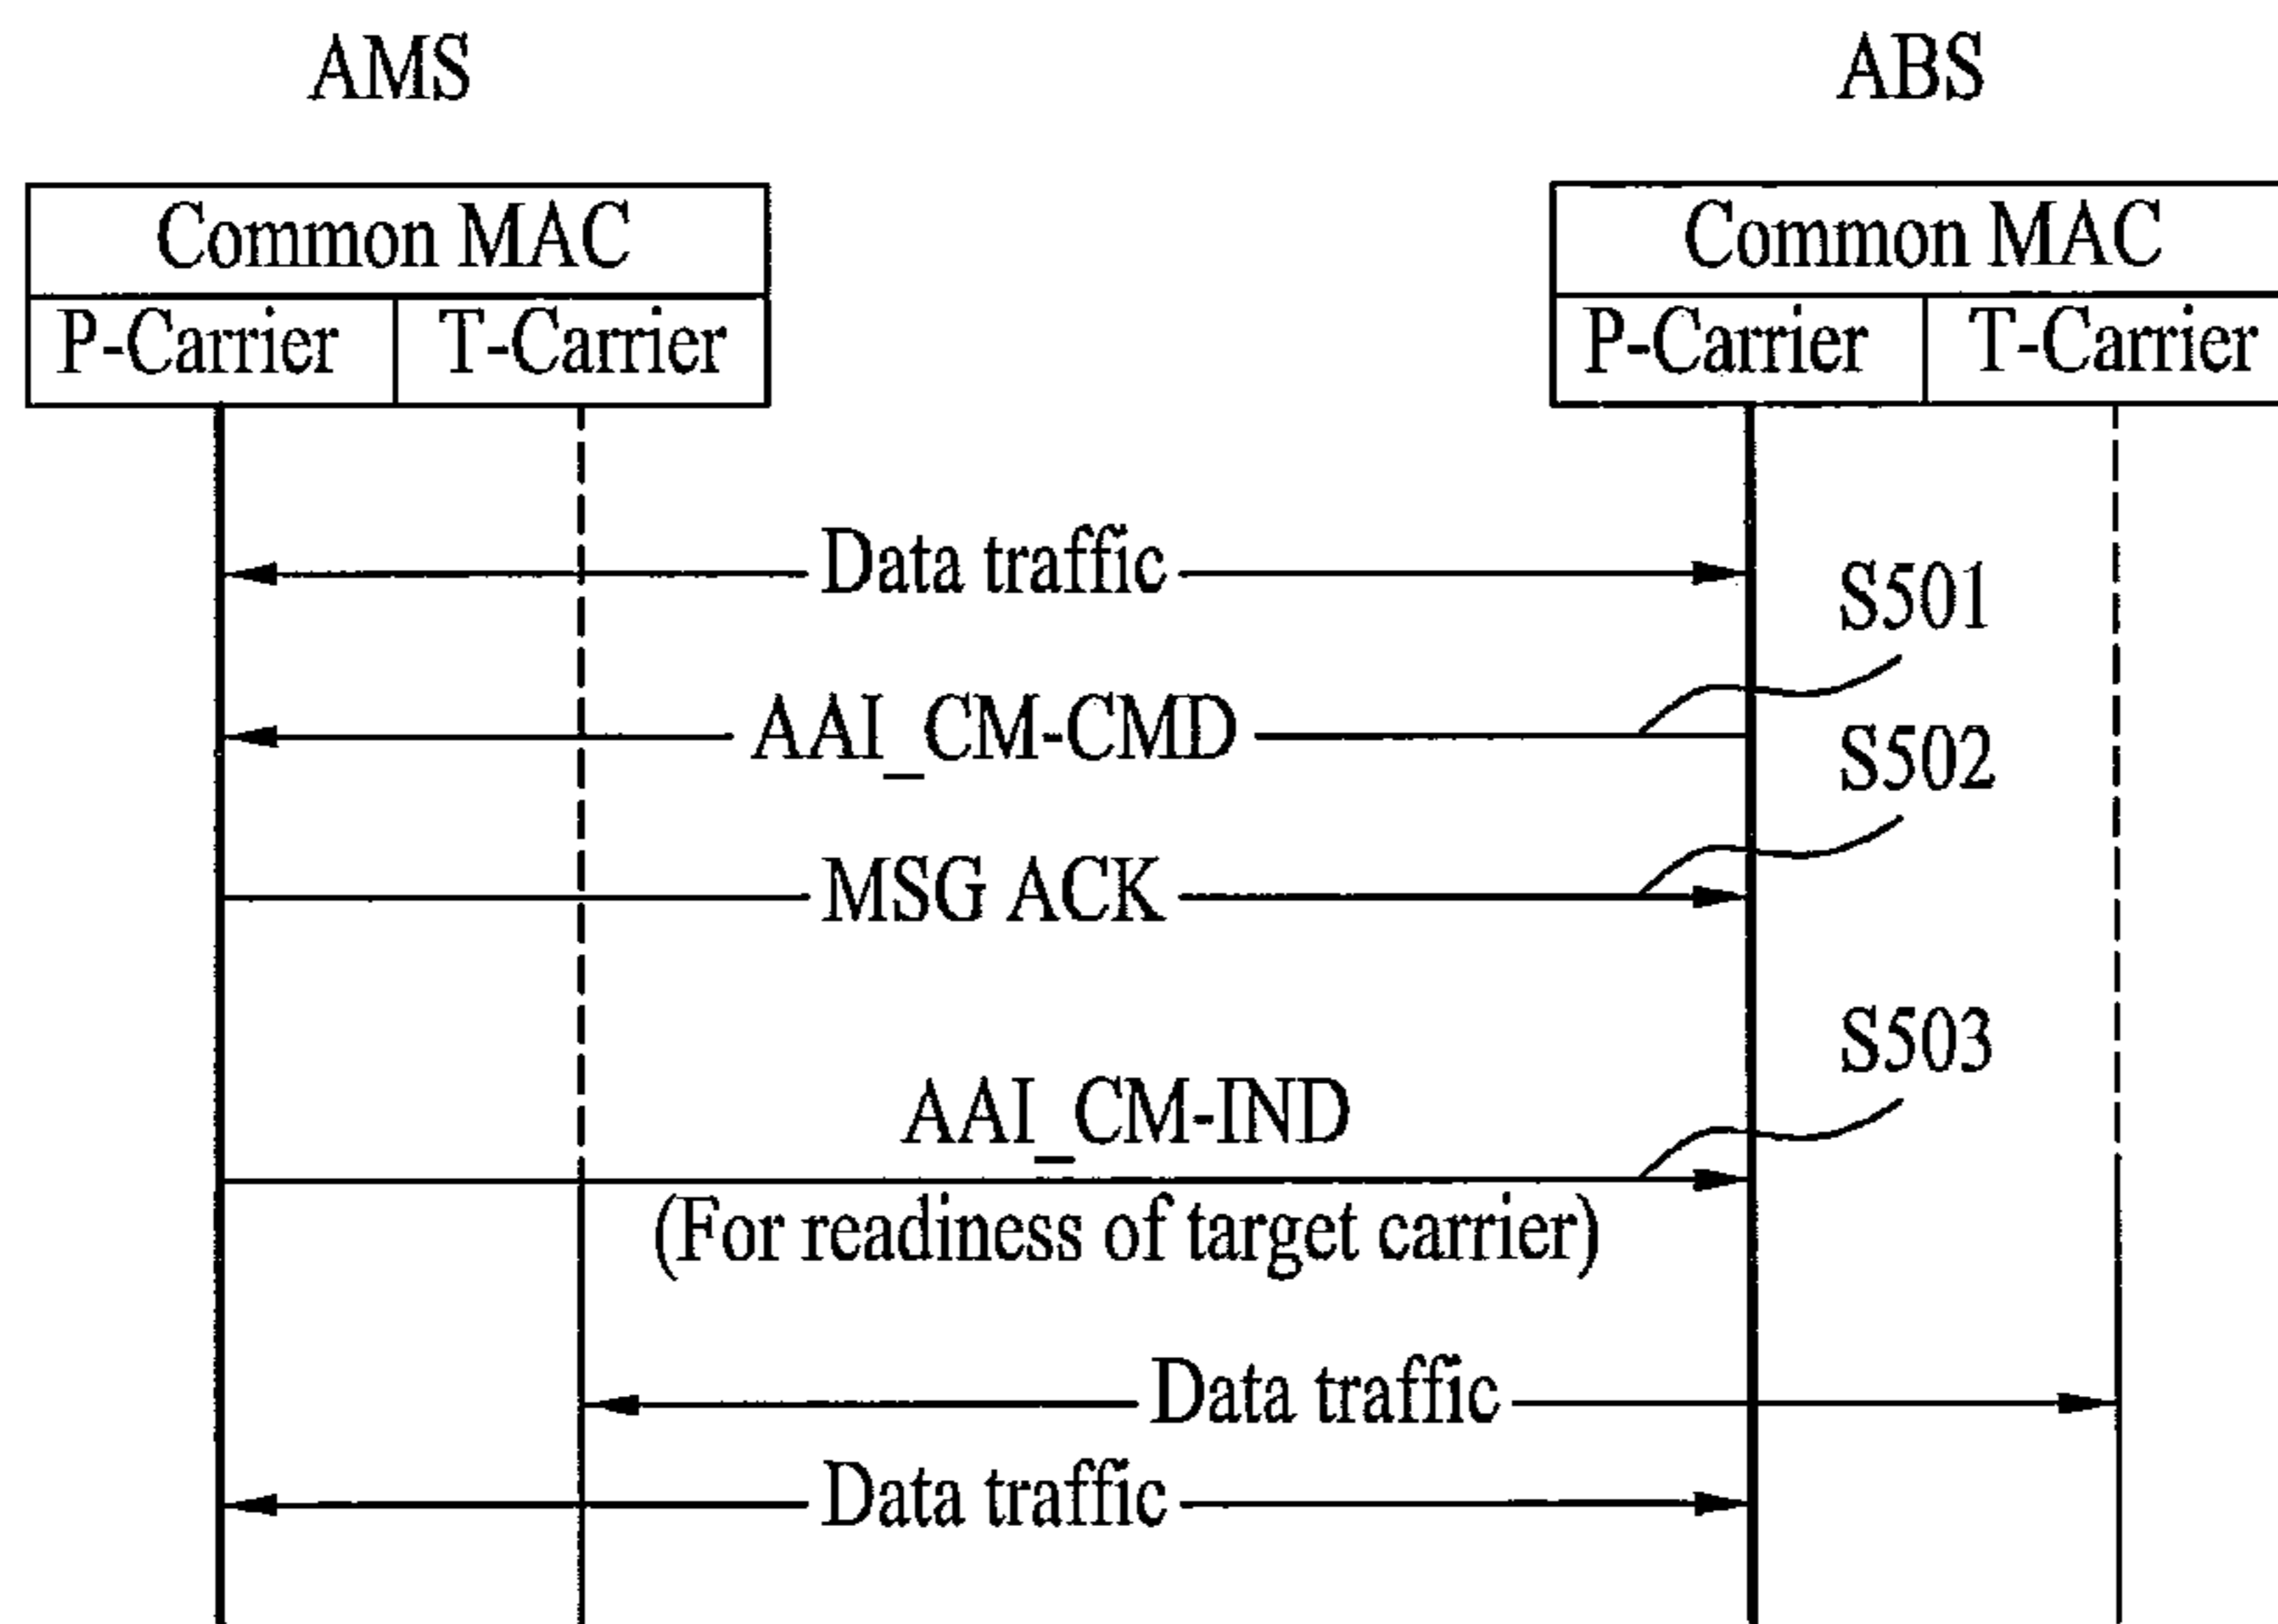 AMS
ABS
Common MAC
Common MAC
P-Carrier
T-Carrier
P-Carrier
T-Carrier
Data traffic
S501
AAI_CM-CMD
S502
MSG ACK
S503
AAI_CM-IND
(For readiness of target carrier)
Data traffic
Data traffic